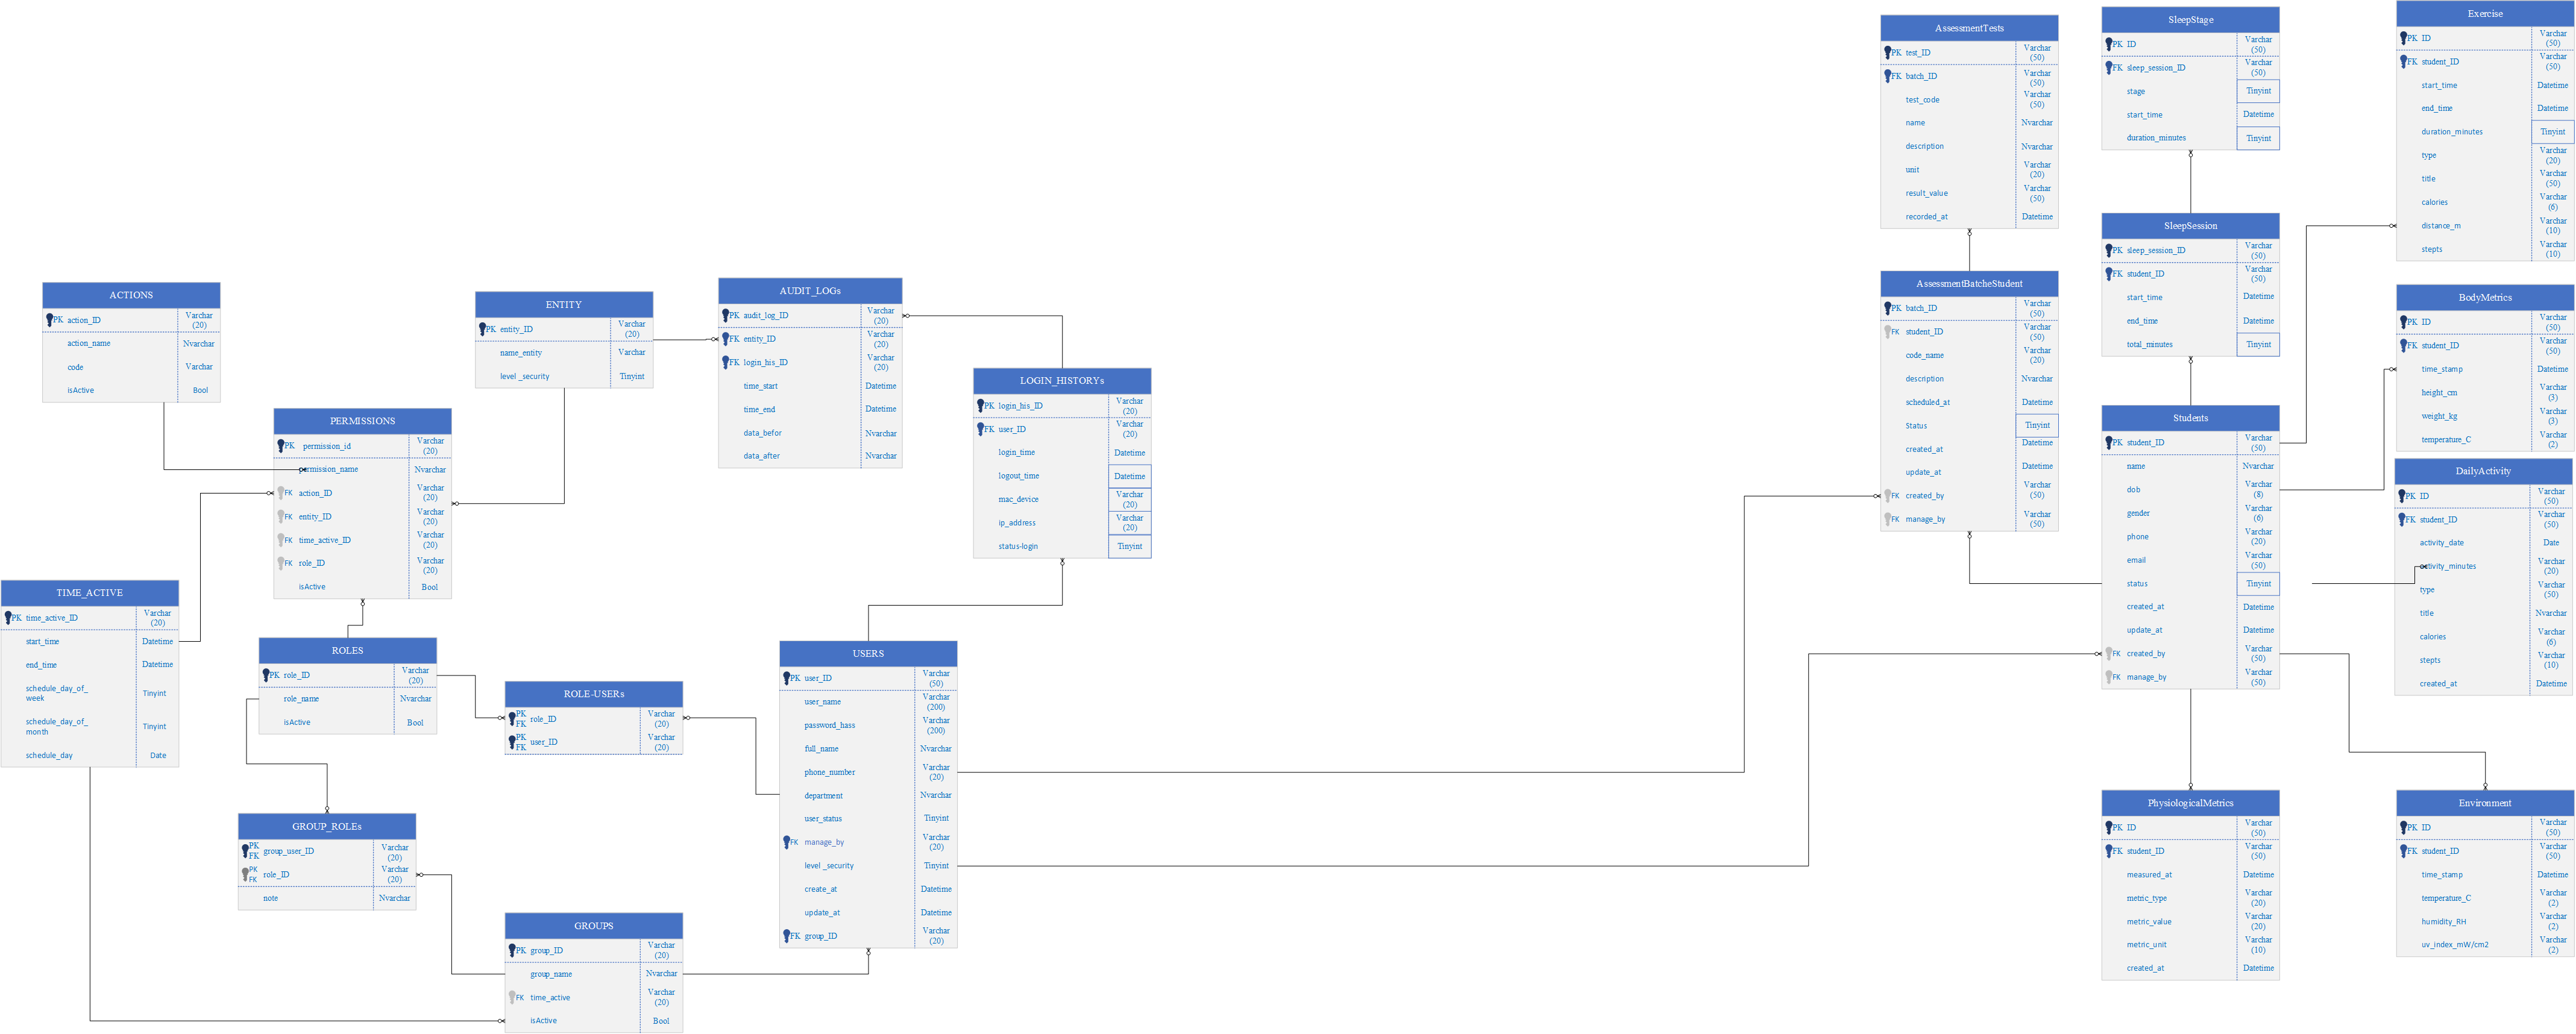 ACTIONS
PK action_ID Varchar
(20)
action_name Nvarchar
code Varchar
isActive Bool
PERMISSIONS
PK permission_id Varchar
(20)
permission_name Nvarchar
FK action_ID Varchar
(20)
FK entity_ID Varchar
(20)
FK time_active_ID Varchar
(20)
FK role_ID Varchar
(20)
isActive Bool
ENTITY
PK entity_ID Varchar
(20)
name_entity Varchar
level _security Tinyint
AUDIT_LOGs
PK audit_log_ID Varchar
(20)
FK entity_ID Varchar
(20)
FK login_his_ID Varchar
(20)
time_start Datetime
time_end Datetime
data_befor Nvarchar
data_after Nvarchar
LOGIN_HISTORYs
PK login_his_ID Varchar
(20)
FK user_ID Varchar
(20)
login_time Datetime
logout_time Datetime
mac_device Varchar
(20)
ip_address Varchar
(20)
status-login Tinyint
TIME_ACTIVE
PK time_active_ID Varchar
(20)
start_time Datetime
end_time Datetime
schedule_day_of_
week Tinyint
schedule_day_of_
month Tinyint
schedule_day Date
ROLES
PK role_ID Varchar
(20)
role_name Nvarchar
isActive Bool
ROLE-USERs
PK
FK role_ID Varchar
(20)
PK
FK user_ID Varchar
(20)
GROUP_ROLEs
PK
FK group_user_ID Varchar
(20)
PK
FK role_ID Varchar
(20)
note Nvarchar
GROUPS
PK group_ID Varchar
(20)
group_name Nvarchar
FK time_active Varchar
(20)
isActive Bool
USERS
PK user_ID Varchar
(50)
user_name Varchar
(200)
password_hass Varchar
(200)
full_name Nvarchar
phone_number Varchar
(20)
department Nvarchar
user_status Tinyint
FK manage_by Varchar
(20)
level _security Tinyint
create_at Datetime
update_at Datetime
FK group_ID Varchar
(20)
AssessmentTests
PK test_ID Varchar
(50)
FK batch_ID Varchar
(50)
test_code Varchar
(50)
name Nvarchar
description Nvarchar
unit Varchar
(20)
result_value Varchar
(50)
recorded_at Datetime
AssessmentBatcheStudent
PK batch_ID Varchar
(50)
FK student_ID Varchar
(50)
code_name Varchar
(20)
description Nvarchar
scheduled_at Datetime
Status Tinyint
created_at Datetime
update_at Datetime
FK created_by Varchar
(50)
FK manage_by Varchar
(50)
SleepStage
PK ID Varchar
(50)
FK sleep_session_ID Varchar
(50)
stage Tinyint
start_time Datetime
duration_minutes Tinyint
SleepSession
PK sleep_session_ID Varchar
(50)
FK student_ID Varchar
(50)
start_time Datetime
end_time Datetime
total_minutes Tinyint
Students
PK student_ID Varchar
(50)
name Nvarchar
dob Varchar
(8)
gender Varchar
(6)
phone Varchar
(20)
email Varchar
(50)
status Tinyint
created_at Datetime
update_at Datetime
FK created_by Varchar
(50)
FK manage_by Varchar
(50)
PhysiologicalMetrics
PK ID Varchar
(50)
FK student_ID Varchar
(50)
measured_at Datetime
metric_type Varchar
(20)
metric_value Varchar
(20)
metric_unit Varchar
(10)
created_at Datetime
Exercise
PK ID Varchar
(50)
FK student_ID Varchar
(50)
start_time Datetime
end_time Datetime
duration_minutes Tinyint
type Varchar
(20)
title Varchar
(50)
calories Varchar
(6)
distance_m Varchar
(10)
stepts Varchar
(10)
BodyMetrics
PK ID Varchar
(50)
FK student_ID Varchar
(50)
time_stamp Datetime
height_cm Varchar
(3)
weight_kg Varchar
(3)
temperature_C Varchar
(2)
DailyActivity
PK ID Varchar
(50)
FK student_ID Varchar
(50)
activity_date Date
activity_minutes Varchar
(20)
type Varchar
(50)
title Nvarchar
calories Varchar
(6)
stepts Varchar
(10)
created_at Datetime
Environment
PK ID Varchar
(50)
FK student_ID Varchar
(50)
time_stamp Datetime
temperature_C Varchar
(2)
humidity_RH Varchar
(2)
uv_index_mW/cm2 Varchar
(2)